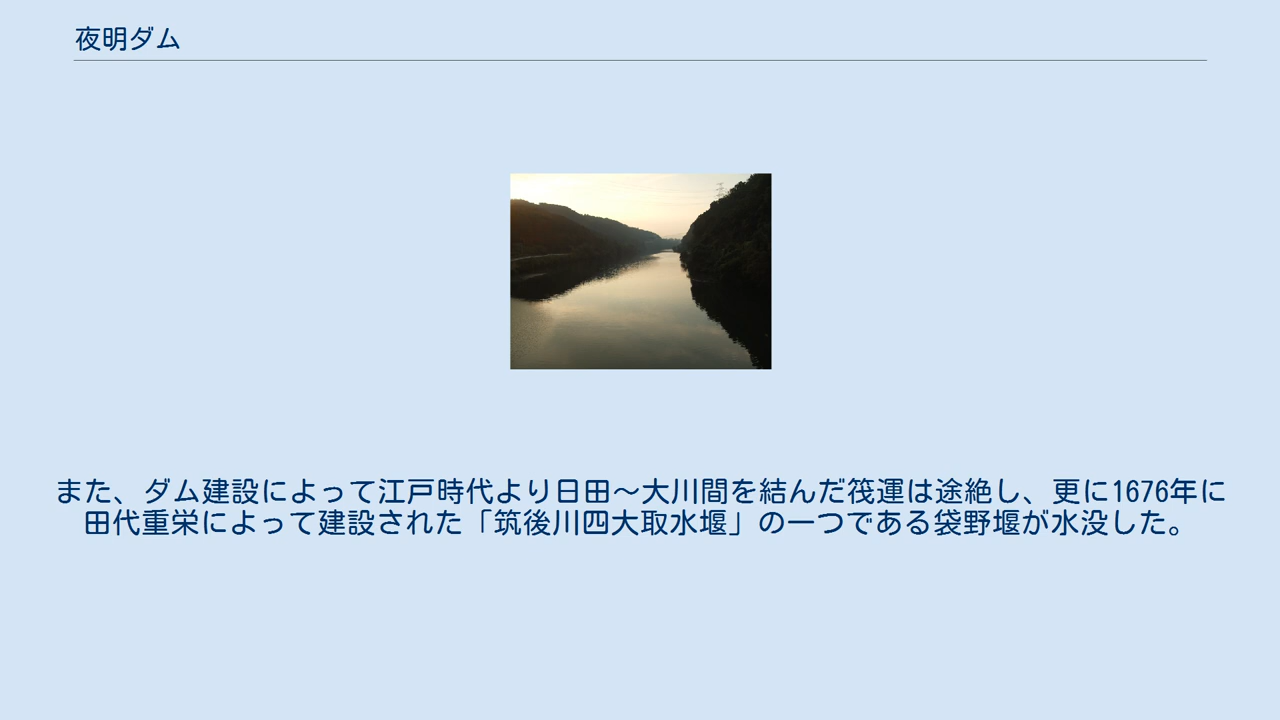 夜明ダム
また、ダム建設によって江戸時代より日田～大川間を結んだ筏運は途絶し、更に1676年に
田代重栄によって建設された「筑後川四大取水堰」の一つである袋野堰が水没した。